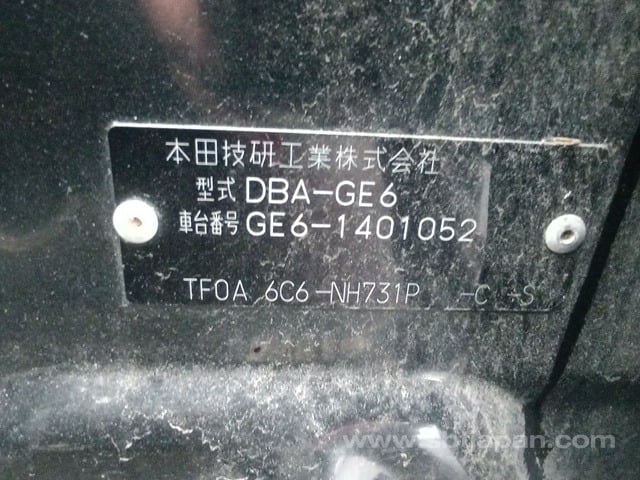 本田技研工業株式会社
型式 DBA-GE6
車台番号 GE6-1401052
TF0A 6C6-NH731P -C -S